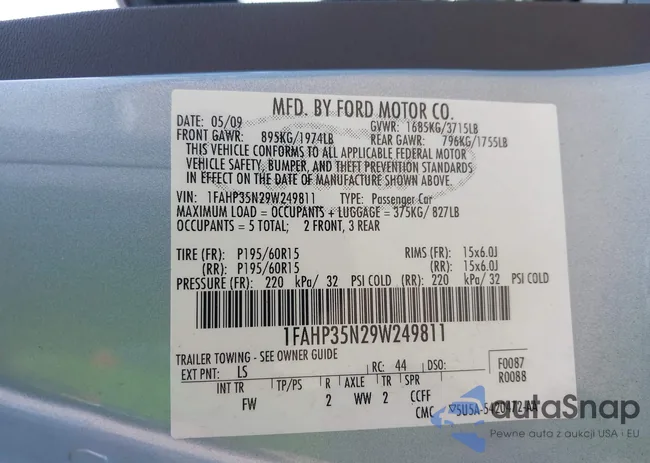 MFD. BY FORD MOTOR CO.
DATE: 05/09 GVWR: 1685KG/3715LB
FRONT GAWR: 895KG/1974LB REAR GAWR: 796KG/1755LB
THIS VEHICLE CONFORMS TO ALL APPLICABLE FEDERAL MOTOR
VEHICLE SAFETY, BUMPER, AND THEFT PREVENTION STANDARDS
IN EFFECT ON THE DATE OF MANUFACTURE SHOWN ABOVE.
VIN: 1FAHP35N29W249811 TYPE: Passenger Car
MAXIMUM LOAD = OCCUPANTS + LUGGAGE = 375KG/ 827LB
OCCUPANTS = 5 TOTAL; 2 FRONT, 3 REAR
TIRE (FR): P195/60R15 RIMS (FR): 15x6.0J
(RR): P195/60R15 (RR): 15x6.0J
PRESSURE (FR): 220 kPa/ 32 PSI COLD (RR): 220 kPa/ 32 PSI COLD
1FAHP35N29W249811
TRAILER TOWING - SEE OWNER GUIDE
EXT PNT: LS RC: 44 DSO: F0087
R0088
INT TR TP/PS R AXLE TR SPR
FW 2 WW 2 CCFF
CMC
autoSnap
Pewne auto z aukcji USA i EU